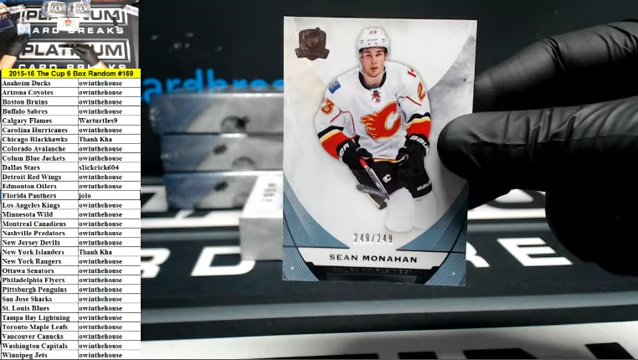 PLATINUM
CARD BREAKS
PLATINUM
2015-16 The Cup 6 Box Random #169
Anaheim Ducks owinthehouse
Arizona Coyotes owinthehouse
Boston Bruins owinthehouse
Buffalo Sabres owinthehouse
Calgary Flames Warturtles9
Carolina Hurricanes owinthehouse
Chicago Blackhawks Thanh Kha
Colorado Avalanche owinthehouse
Colum Blue Jackets owinthehouse
Dallas Stars slickrick604
Detroit Red Wings owinthehouse
Edmonton Oilers owinthehouse
Florida Panthers jolo
Los Angeles Kings owinthehouse
Minnesota Wild owinthehouse
Montreal Canadiens owinthehouse
Nashville Predators owinthehouse
New Jersey Devils owinthehouse
New York Islanders Thanh Kha
New York Rangers owinthehouse
Ottawa Senators owinthehouse
Philadelphia Flyers owinthehouse
Pittsburgh Penguins owinthehouse
San Jose Sharks owinthehouse
St. Louis Blues owinthehouse
Tampa Bay Lightning owinthehouse
Toronto Maple Leafs owinthehouse
Vancouver Canucks owinthehouse
Washington Capitals owinthehouse
Winnipeg Jets owinthehouse
23
249/249
SEAN MONAHAN